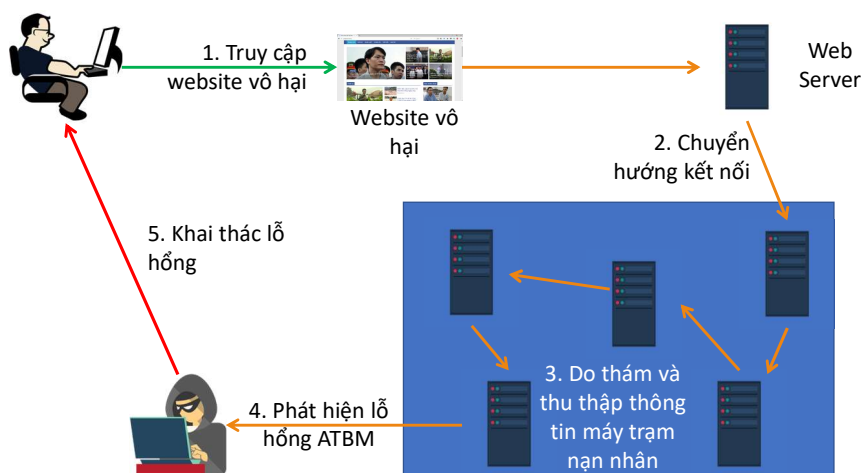 1. Truy cập
website vô hại
Website vô
hại
Web
Server
2. Chuyển
hướng kết nối
5. Khai thác lỗ
hổng
3. Do thám và
thu thập thông
tin máy trạm
nạn nhân
4. Phát hiện lỗ
hổng ATBM